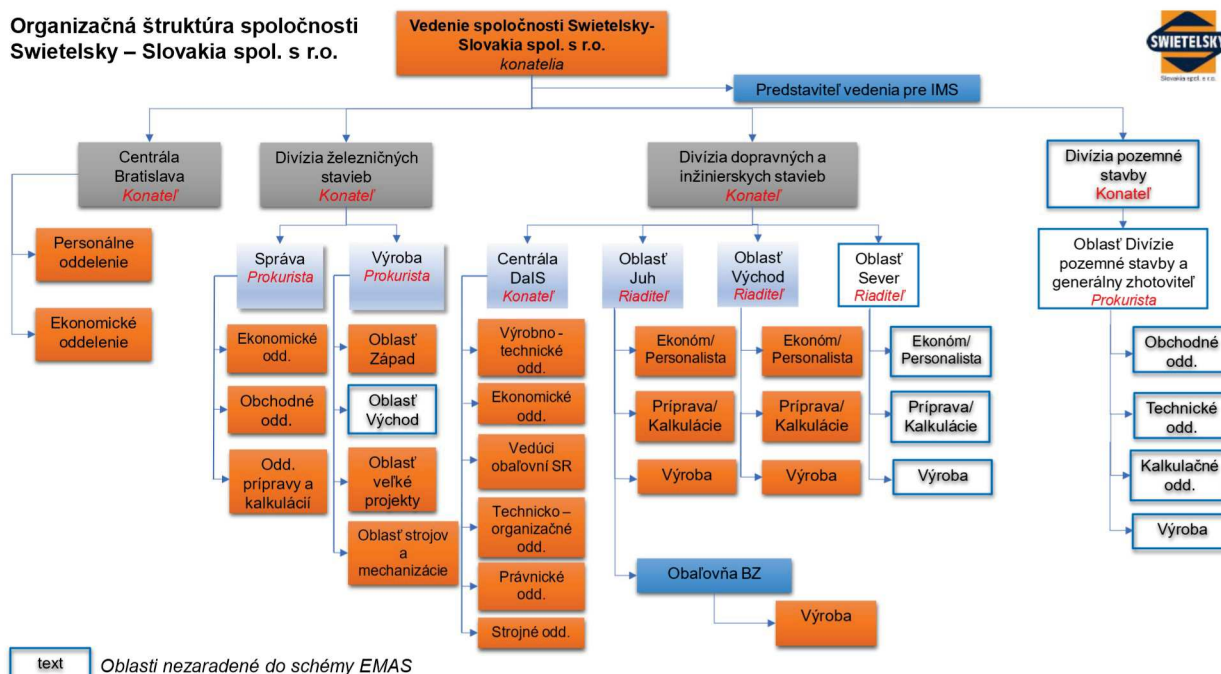 Organizačná štruktúra spoločnosti
Swietelsky – Slovakia spol. s r.o.
Vedenie spoločnosti Swietelsky-
Slovakia spol. s r.o.
konatelia
SWIETELSKY
Slovakia spol. s r.o.
Predstaviteľ vedenia pre IMS
Centrála
Bratislava
Konateľ
Divízia železničných
stavieb
Konateľ
Divízia dopravných a
inžinierskych stavieb
Konateľ
Divízia pozemné
stavby
Konateľ
Personálne
oddelenie
Ekonomické
oddelenie
Správa
Prokurista
Ekonomické
odd.
Obchodné
odd.
Odd.
prípravy a
kalkulácií
Výroba
Prokurista
Oblasť
Západ
Oblasť
Východ
Oblasť
veľké
projekty
Oblasť strojov
a
mechanizácie
Centrála
DaIS
Konateľ
Výrobno -
technické
odd.
Ekonomické
odd.
Vedúci
obaľovní SR
Technicko –
organizačné
odd.
Právnické
odd.
Strojné odd.
Oblasť
Juh
Riaditeľ
Ekonóm/
Personalista
Príprava/
Kalkulácie
Výroba
Obaľovňa BZ
Výroba
Oblasť
Východ
Riaditeľ
Ekonóm/
Personalista
Príprava/
Kalkulácie
Výroba
Oblasť
Sever
Riaditeľ
Ekonóm/
Personalista
Príprava/
Kalkulácie
Výroba
Oblasť Divízie
pozemné stavby a
generálny zhotoviteľ
Prokurista
Obchodné
odd.
Technické
odd.
Kalkulačné
odd.
Výroba
text
Oblasti nezaradené do schémy EMAS